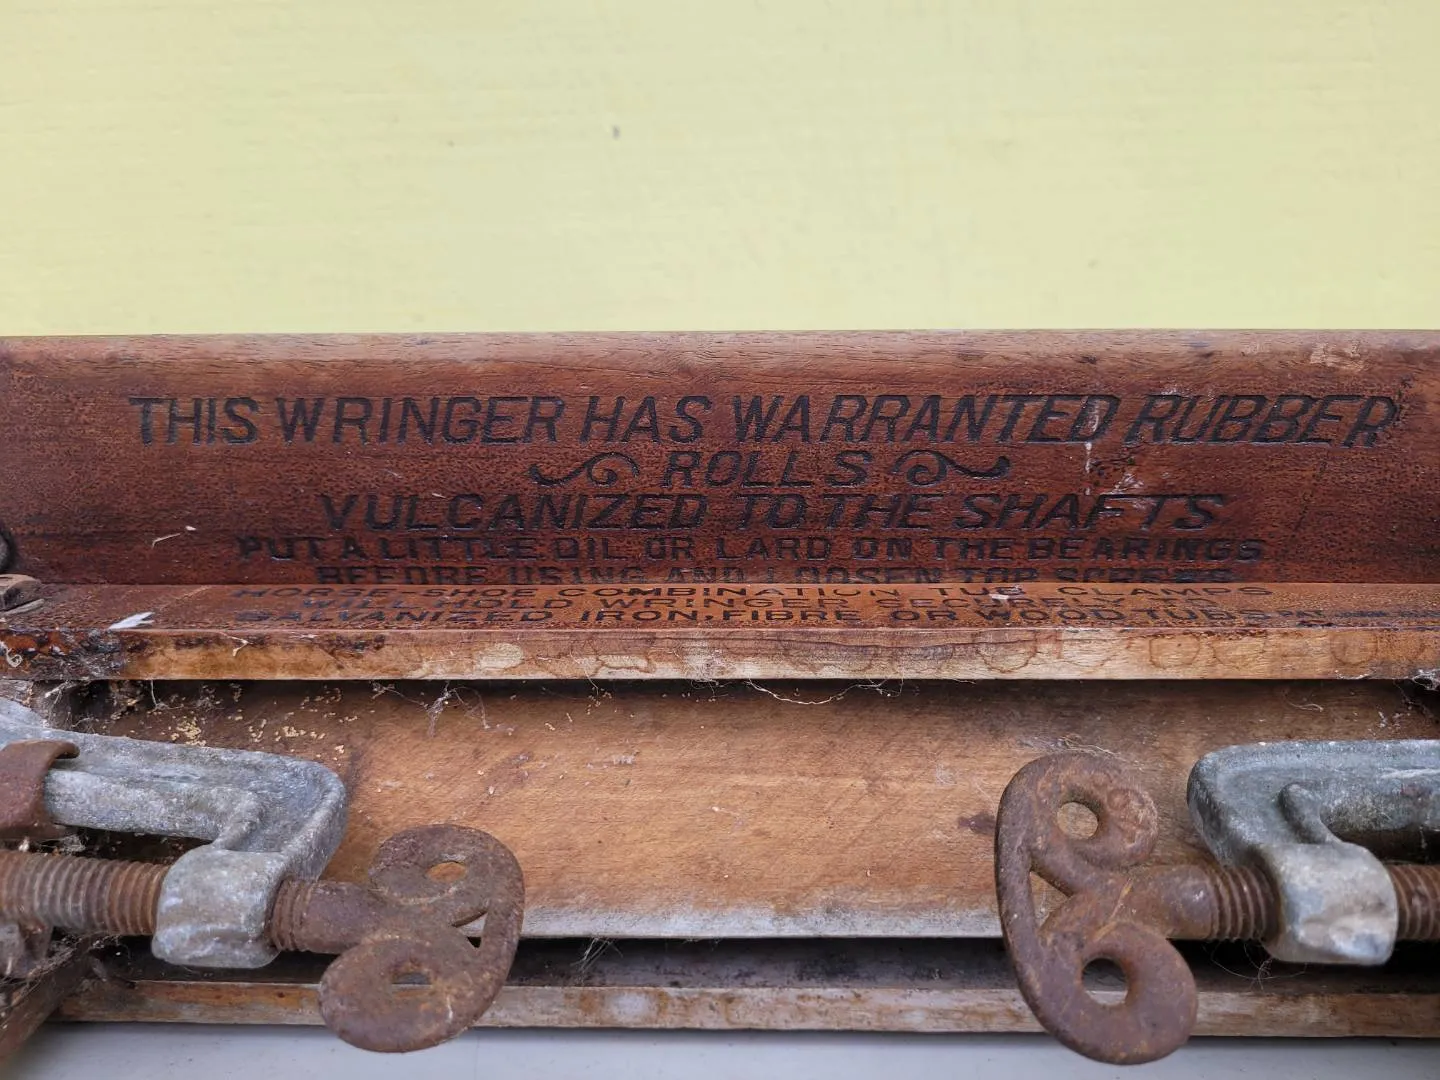 THIS WRINGER HAS WARRANTED RUBBER
ROLLS
VULCANIZED TO THE SHAFTS
PUT A LITTLE OIL OR LARD ON THE BEARINGS
BEFORE USING AND LOOSEN TOP SCREWS
HORSE-SHOE COMBINATION TUB CLAMPS
WILL HOLD WRINGER
GALVANIZED IRON, FIBRE OR WOOD TUBS. PAT.